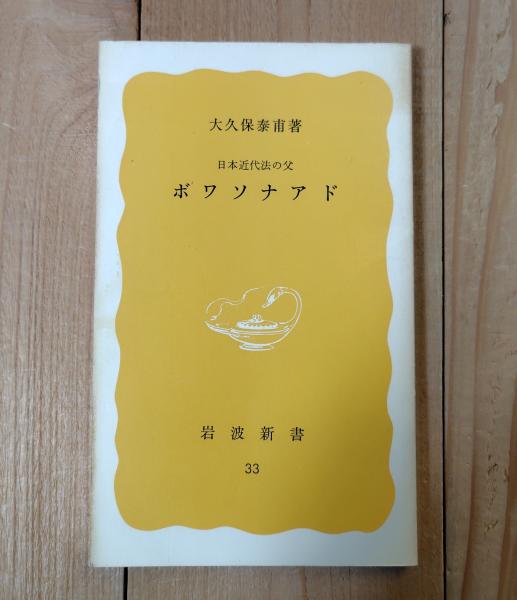 大久保泰甫著
日本近代法の父
ボワソナアド
岩波新書
33